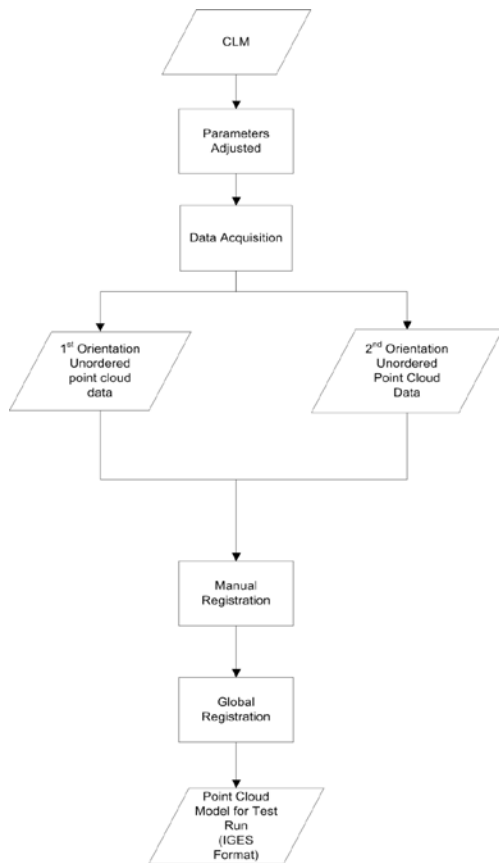 CLM
Parameters
Adjusted
Data Acquisition
1st Orientation
Unordered
point cloud
data
2nd Orientation
Unordered
Point Cloud
Data
Manual
Registration
Global
Registration
Point Cloud
Model for Test
Run
(IGES
Format)